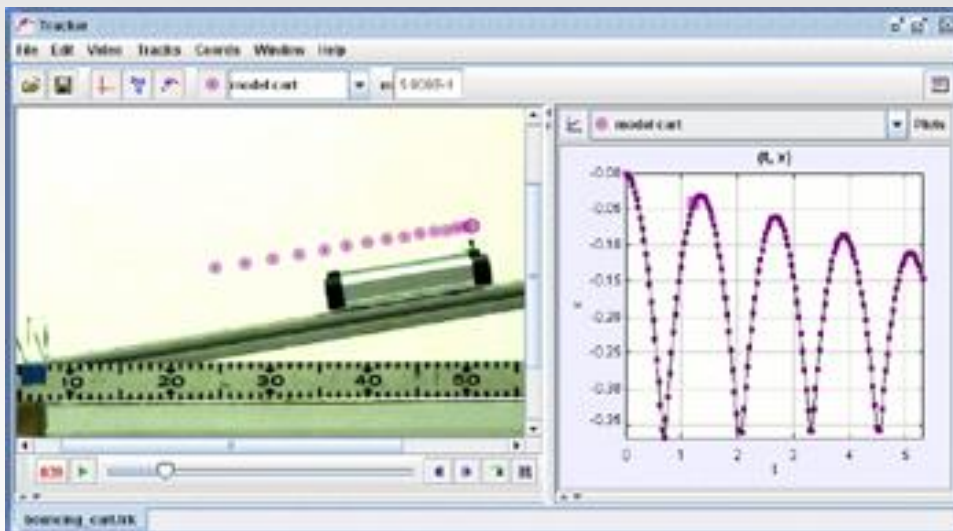 Tracker
File Edit Video Tracks Coords Window Help
model cart
m
model cart
Plots
(t, x)
-0.00
-0.05
-0.10
-0.15
-0.20
-0.25
-0.30
-0.35
x
0 1 2 3 4 5
t
10 20 30 40 50
bouncing_cart.trk